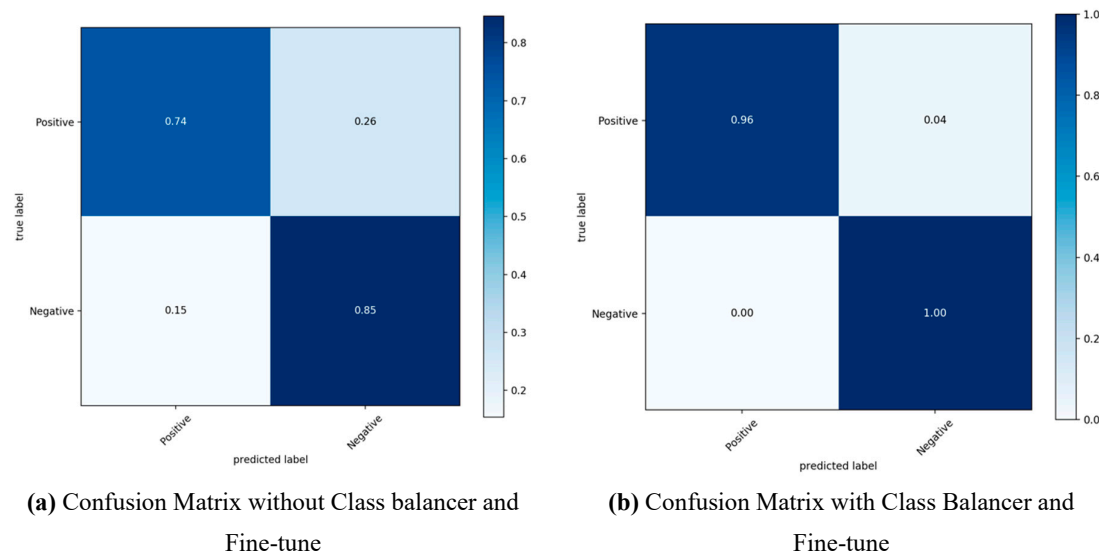 0.8
0.7
0.6
0.5
0.4
0.3
0.2
Positive
0.74
0.26
true label
Negative
0.15
0.85
Positive
Negative
predicted label
(a) Confusion Matrix without Class balancer and
Fine-tune
1.0
0.8
0.6
0.4
0.2
0.0
Positive
0.96
0.04
true label
Negative
0.00
1.00
Positive
Negative
predicted label
(b) Confusion Matrix with Class Balancer and
Fine-tune